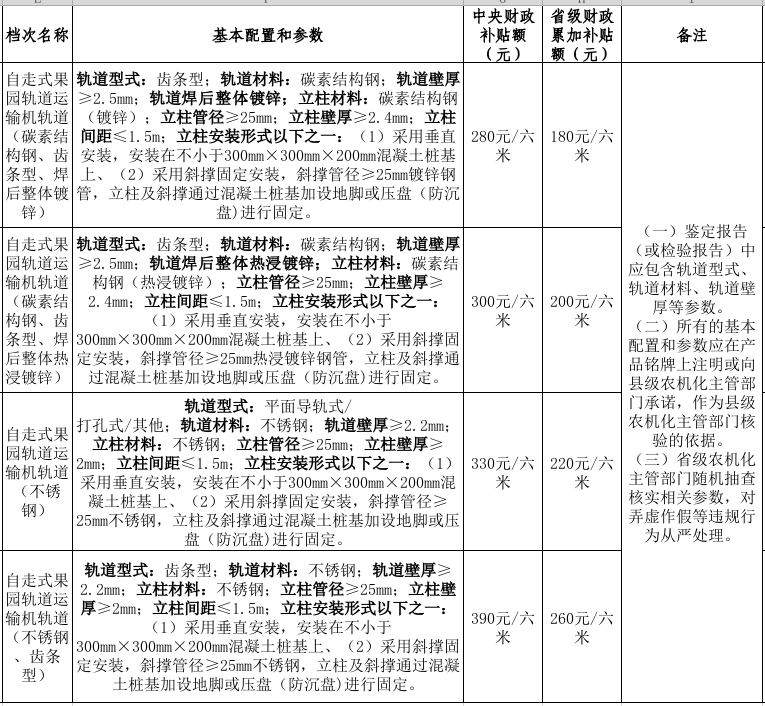 档次名称
基本配置和参数
中央财政
补贴额
（元）
省级财政
累加补贴
额（元）
备注
自走式果
园轨道运
输机轨道
（碳素结
构钢、齿
条型、焊
后整体镀
锌）
轨道型式：齿条型；轨道材料：碳素结构钢；轨道壁厚
≥2.5mm；轨道焊后整体镀锌；立柱材料：碳素结构钢
（镀锌）；立柱管径≥25mm；立柱壁厚≥2.4mm；立柱
间距≤1.5m；立柱安装形式以下之一：（1）采用垂直
安装，安装在不小于300mm×300mm×200mm混凝土桩基
上、（2）采用斜撑固定安装，斜撑管径≥25mm镀锌钢
管，立柱及斜撑通过混凝土桩基加设地脚或压盘（防沉
盘)进行固定。
280元/六
米
180元/六
米
自走式果
园轨道运
输机轨道
（碳素结
构钢、齿
条型、焊
后整体热
浸镀锌）
轨道型式：齿条型；轨道材料：碳素结构钢；轨道壁厚
≥2.5mm；轨道焊后整体热浸镀锌；立柱材料：碳素结
构钢（热浸镀锌）；立柱管径≥25mm；立柱壁厚≥
2.4mm；立柱间距≤1.5m；立柱安装形式以下之一：
（1）采用垂直安装，安装在不小于
300mm×300mm×200mm混凝土桩基上、（2）采用斜撑固
定安装，斜撑管径≥25mm热浸镀锌钢管，立柱及斜撑通
过混凝土桩基加设地脚或压盘（防沉盘)进行固定。
300元/六
米
200元/六
米
自走式果
园轨道运
输机轨道
（不锈
钢）
轨道型式：平面导轨式/
打孔式/其他；轨道材料：不锈钢；轨道壁厚≥2.2mm；
立柱材料：不锈钢；立柱管径≥25mm；立柱壁厚≥
2mm；立柱间距≤1.5m；立柱安装形式以下之一：（1）
采用垂直安装，安装在不小于300mm×300mm×200mm混
凝土桩基上、（2）采用斜撑固定安装，斜撑管径≥
25mm不锈钢，立柱及斜撑通过混凝土桩基加设地脚或压
盘（防沉盘)进行固定。
330元/六
米
220元/六
米
自走式果
园轨道运
输机轨道
（不锈钢
、齿条
型）
轨道型式：齿条型；轨道材料：不锈钢；轨道壁厚≥
2.2mm；立柱材料：不锈钢；立柱管径≥25mm；立柱壁
厚≥2mm；立柱间距≤1.5m；立柱安装形式以下之一：
（1）采用垂直安装，安装在不小于
300mm×300mm×200mm混凝土桩基上、（2）采用斜撑固
定安装，斜撑管径≥25mm不锈钢，立柱及斜撑通过混凝
土桩基加设地脚或压盘（防沉盘)进行固定。
390元/六
米
260元/六
米
（一）鉴定报告
（或检验报告）中
应包含轨道型式、
轨道材料、轨道壁
厚等参数。
（二）所有的基本
配置和参数应在产
品铭牌上注明或向
县级农机化主管部
门承诺，作为县级
农机化主管部门核
验的依据。
（三）省级农机化
主管部门随机抽查
核实相关参数，对
弄虚作假等违规行
为从严处理。